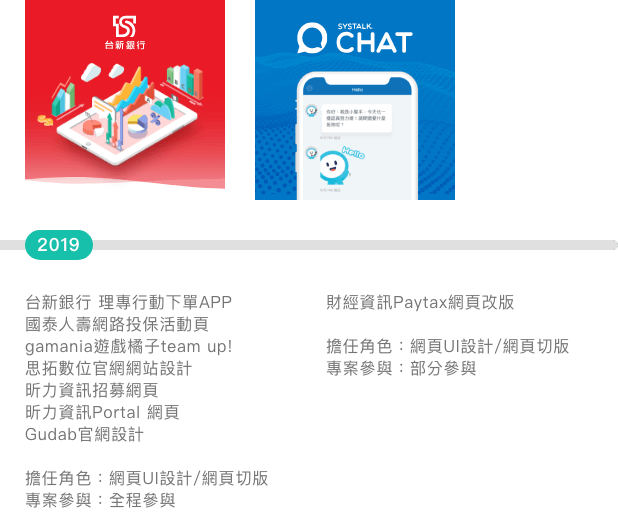 台新銀行
SYSTALK.
CHAT
Hello
Hello
2019
台新銀行 理專行動下單APP
國泰人壽網路投保活動頁
gamania遊戲橘子team up!
思拓數位官網網站設計
昕力資訊招募網頁
昕力資訊Portal 網頁
Gudab官網設計
擔任角色：網頁UI設計/網頁切版
專案參與：全程參與
財經資訊Paytax網頁改版
擔任角色：網頁UI設計/網頁切版
專案參與：部分參與